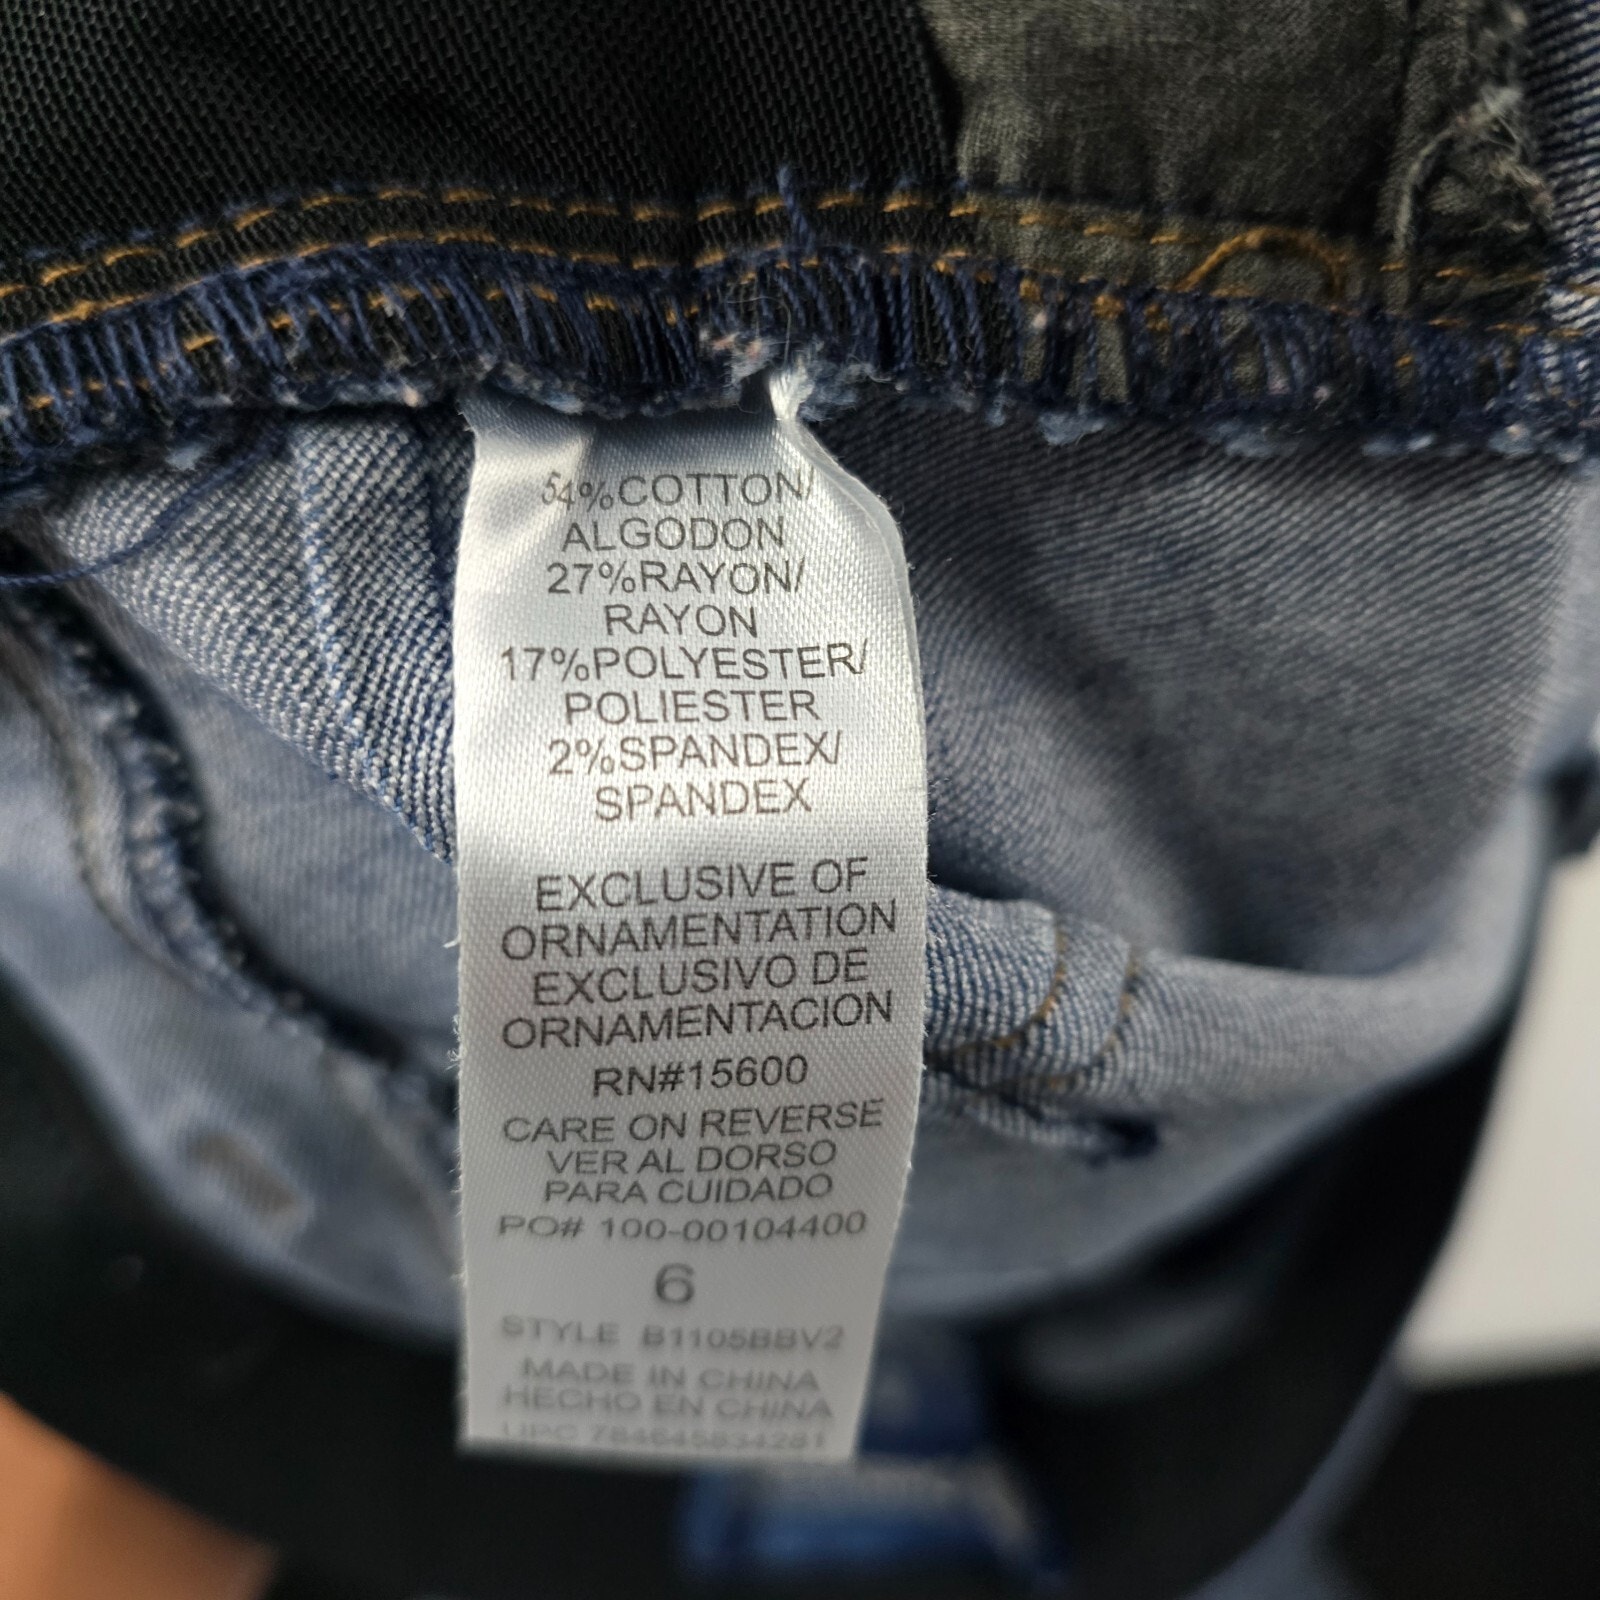 54%COTTON/
ALGODON
27%RAYON/
RAYON
17%POLYESTER/
POLIESTER
2%SPANDEX/
SPANDEX
EXCLUSIVE OF
ORNAMENTATION
EXCLUSIVO DE
ORNAMENTACION
RN#15600
CARE ON REVERSE
VER AL DORSO
PARA CUIDADO
PO# 100-00104400
6
STYLE B1105BBV2
MADE IN CHINA
HECHO EN CHINA
UPC